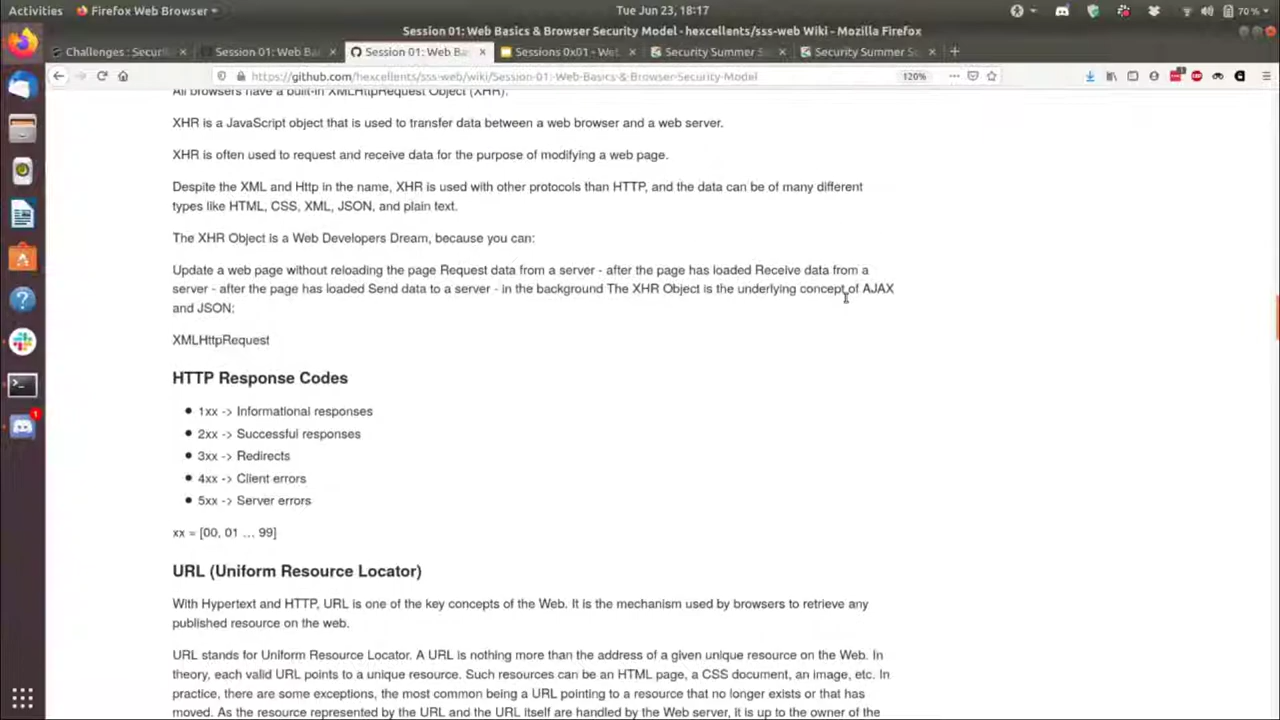 Activities
Firefox Web Browser
Tue Jun 23, 18:17
70 %
Session 01: Web Basics & Browser Security Model - hexcellents/sss-web Wiki - Mozilla Firefox
Challenges : Securi
Session 01: Web Ba
Session 01: Web Ba
Sessions 0x01 - We
Security Summer S
Security Summer S
https://github.com/hexcellents/sss-web/wiki/Session-01:-Web-Basics-&-Browser-Security-Model
120%
All browsers have a built-in XMLHttpRequest Object (XHR).
XHR is a JavaScript object that is used to transfer data between a web browser and a web server.
XHR is often used to request and receive data for the purpose of modifying a web page.
Despite the XML and Http in the name, XHR is used with other protocols than HTTP, and the data can be of many different
types like HTML, CSS, XML, JSON, and plain text.
The XHR Object is a Web Developers Dream, because you can:
Update a web page without reloading the page Request data from a server - after the page has loaded Receive data from a
server - after the page has loaded Send data to a server - in the background The XHR Object is the underlying concept of AJAX
and JSON:
XMLHttpRequest
HTTP Response Codes
1xx -> Informational responses
2xx -> Successful responses
3xx -> Redirects
4xx -> Client errors
5xx -> Server errors
xx = [00, 01 … 99]
URL (Uniform Resource Locator)
With Hypertext and HTTP, URL is one of the key concepts of the Web. It is the mechanism used by browsers to retrieve any
published resource on the web.
URL stands for Uniform Resource Locator. A URL is nothing more than the address of a given unique resource on the Web. In
theory, each valid URL points to a unique resource. Such resources can be an HTML page, a CSS document, an image, etc. In
practice, there are some exceptions, the most common being a URL pointing to a resource that no longer exists or that has
moved. As the resource represented by the URL and the URL itself are handled by the Web server, it is up to the owner of the
1